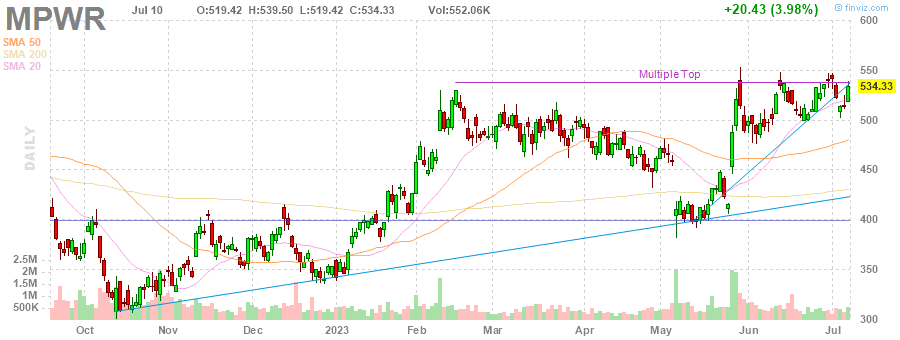 MPWR Jul 10 O:519.42 H:539.50 L:519.42 C:534.33 Vol:552.06K +20.43 (3.98%) © finviz.com
SMA 50
SMA 200
SMA 20
DAILY
Multiple Top
600
550
534.33
500
450
400
350
300
2.5M
2M
1.5M
1M
500K
Oct Nov Dec 2023 Feb Mar Apr May Jun Jul